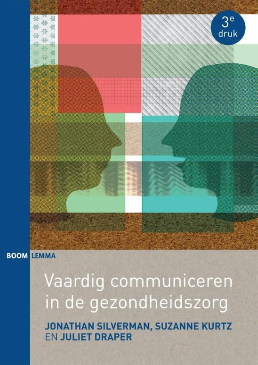 3e
druk
BOOM LEMMA
Vaardig communiceren
in de gezondheidszorg
JONATHAN SILVERMAN, SUZANNE KURTZ
EN JULIET DRAPER